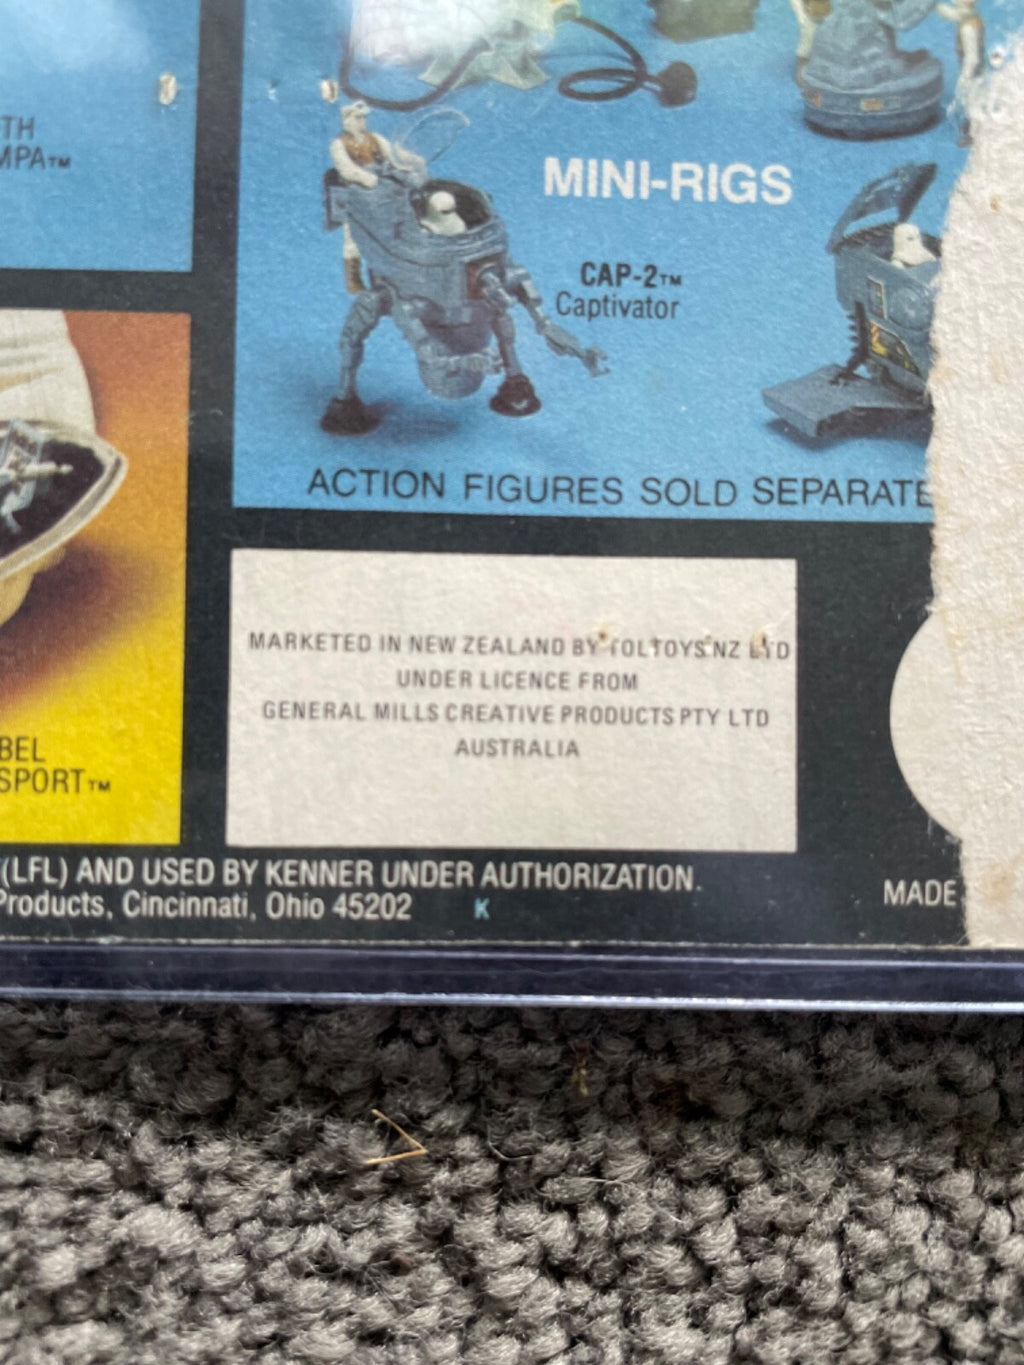 TH
MPA™
MINI-RIGS
CAP-2™
Captivator
ACTION FIGURES SOLD SEPARATE
BEL
SPORT™
MARKETED IN NEW ZEALAND BY TOLTOYS NZ LTD
UNDER LICENCE FROM
GENERAL MILLS CREATIVE PRODUCTS PTY LTD
AUSTRALIA
(LFL) AND USED BY KENNER UNDER AUTHORIZATION.
Products, Cincinnati, Ohio 45202 K
MADE